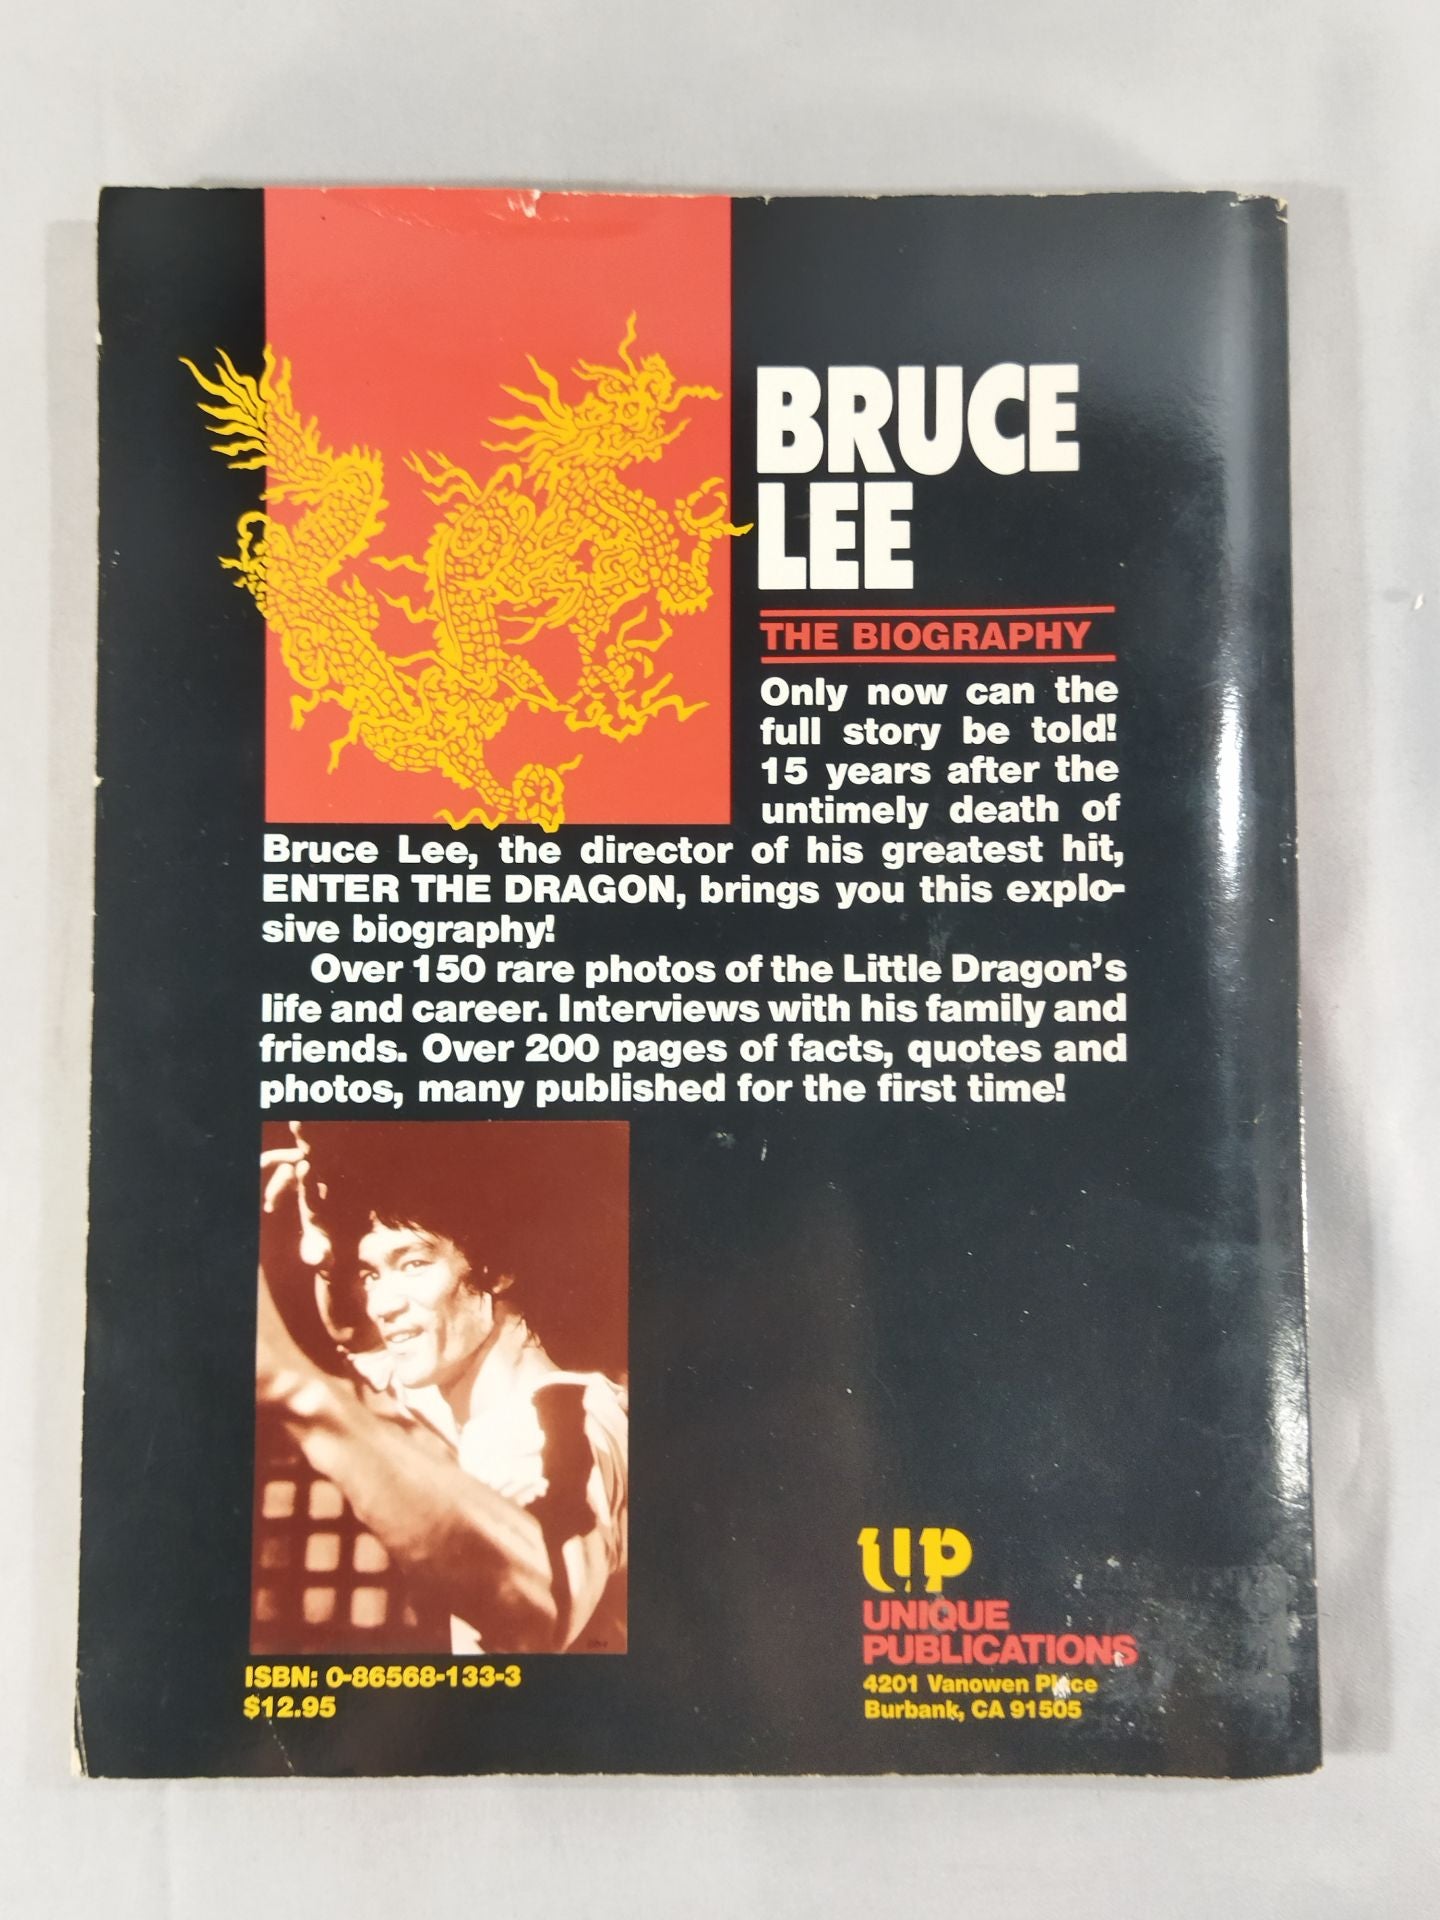 BRUCE
LEE
THE BIOGRAPHY
Only now can the
full story be told!
15 years after the
untimely death of
Bruce Lee, the director of his greatest hit,
ENTER THE DRAGON, brings you this explo-
sive biography!
Over 150 rare photos of the Little Dragon's
life and career. Interviews with his family and
friends. Over 200 pages of facts, quotes and
photos, many published for the first time!
ISBN: 0-86568-133-3
$12.95
up
UNIQUE
PUBLICATIONS
4201 Vanowen Place
Burbank, CA 91505